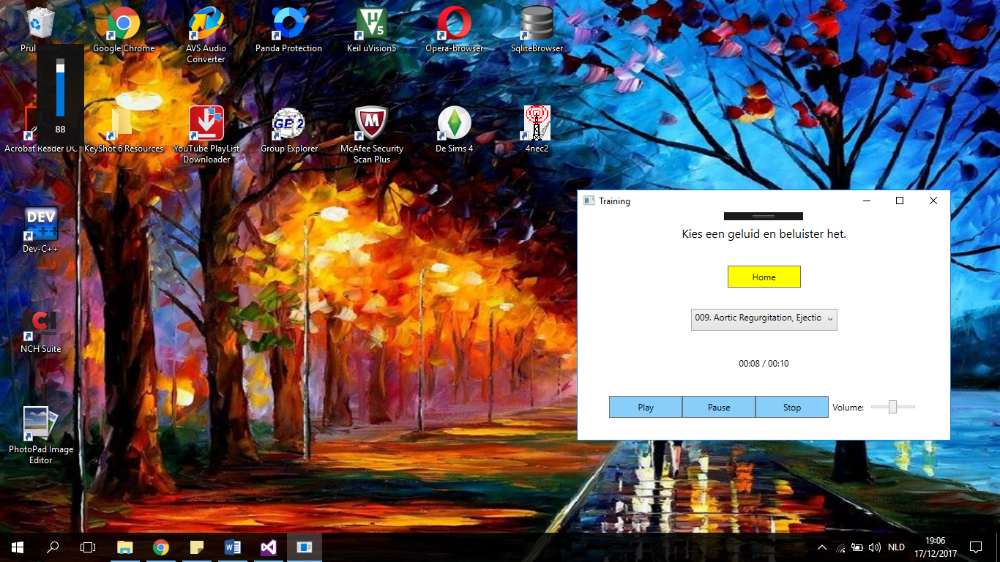 Google Chrome
AVS Audio
Converter
Panda Protection
Keil uVision5
Opera-browser
SqliteBrowser
88
Acrobat Reader DC
KeyShot 6 Resources
YouTube PlayList
Downloader
GE 2
Group Explorer
McAfee Security
Scan Plus
De Sims 4
4nec2
DEV
C++
Dev-C++
NCH
Software
NCH Suite
PhotoPad Image
Editor
Training
Kies een geluid en beluister het.
Home
009. Aortic Regurgitation, Ejectio
00:08 / 00:10
Play
Pause
Stop
Volume:
NLD
19:06
17/12/2017